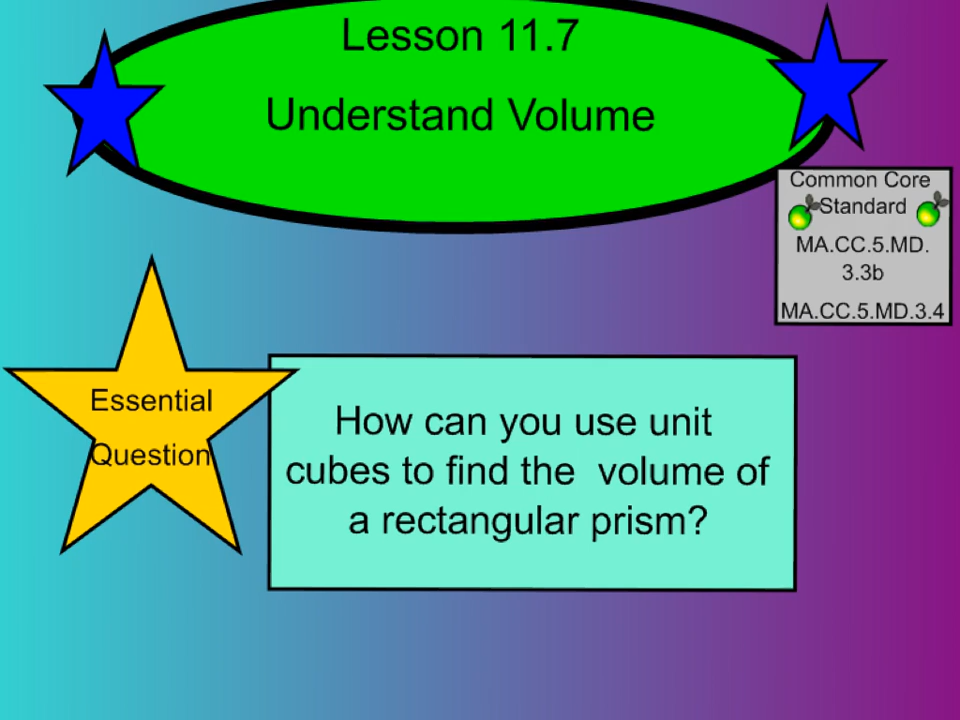 Lesson 11.7
Understand Volume
Common Core
Standard
MA.CC.5.MD.
3.3b
MA.CC.5.MD.3.4
Essential
Question
How can you use unit
cubes to find the volume of
a rectangular prism?